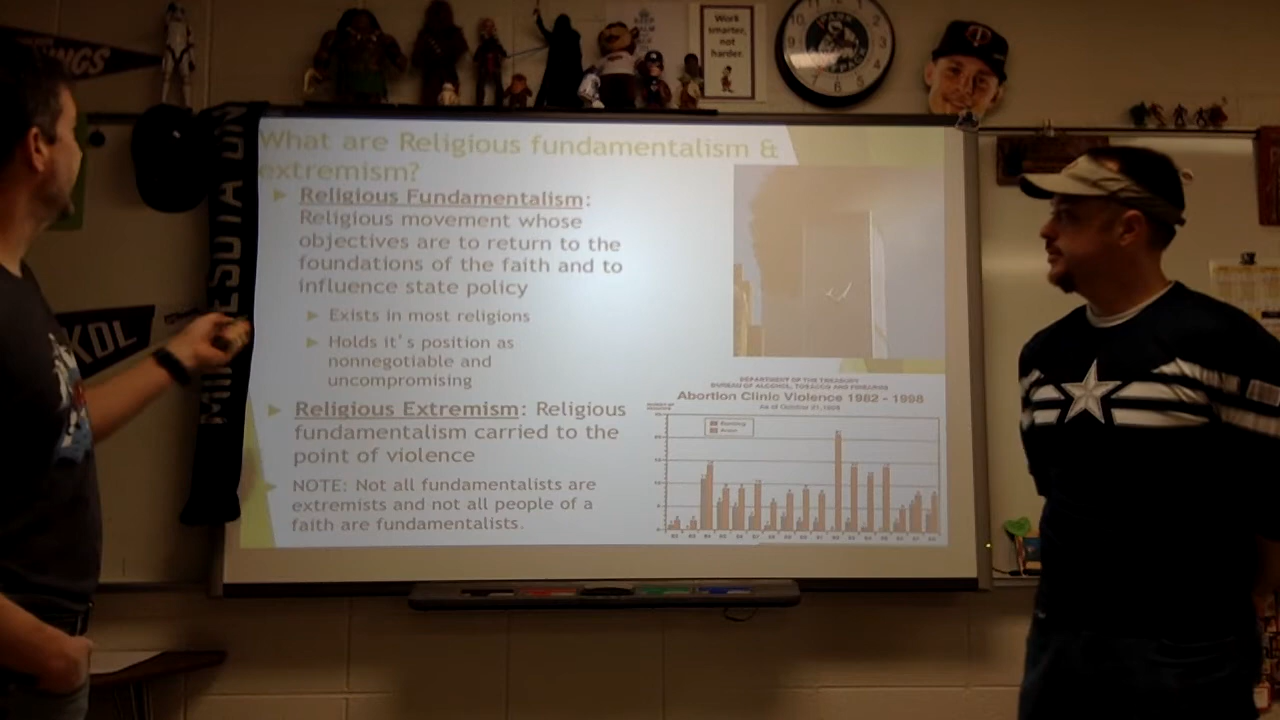 NGS
Work
smarter,
not
harder.
What are Religious fundamentalism &
extremism?
Religious Fundamentalism:
Religious movement whose
objectives are to return to the
foundations of the faith and to
influence state policy
Exists in most religions
Holds it's position as
nonnegotiable and
uncompromising
Religious Extremism: Religious
fundamentalism carried to the
point of violence
NOTE: Not all fundamentalists are
extremists and not all people of a
faith are fundamentalists.
DEPARTMENT OF THE TREASURY
BUREAU OF ALCOHOL, TOBACCO AND FIREARMS
Abortion Clinic Violence 1982 - 1998
KDL